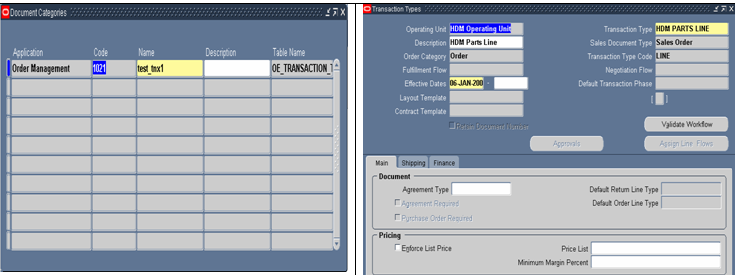 Document Categories
Application Code Name Description Table Name
Order Management 1021 test_tnx1 OE_TRANSACTION_T
Transaction Types
Operating Unit HDM Operating Unit Transaction Type HDM PARTS LINE
Description HDM Parts Line Sales Document Type Sales Order
Order Category Order Transaction Type Code LINE
Fulfillment Flow Negotiation Flow
Effective Dates 06-JAN-200 - Default Transaction Phase
Layout Template [ ]
Contract Template
Retain Document Number Validate Workflow
Approvals Assign Line Flows
Main Shipping Finance
Document
Agreement Type Default Return Line Type
Agreement Required Default Order Line Type
Purchase Order Required
Pricing
Enforce List Price Price List
Minimum Margin Percent